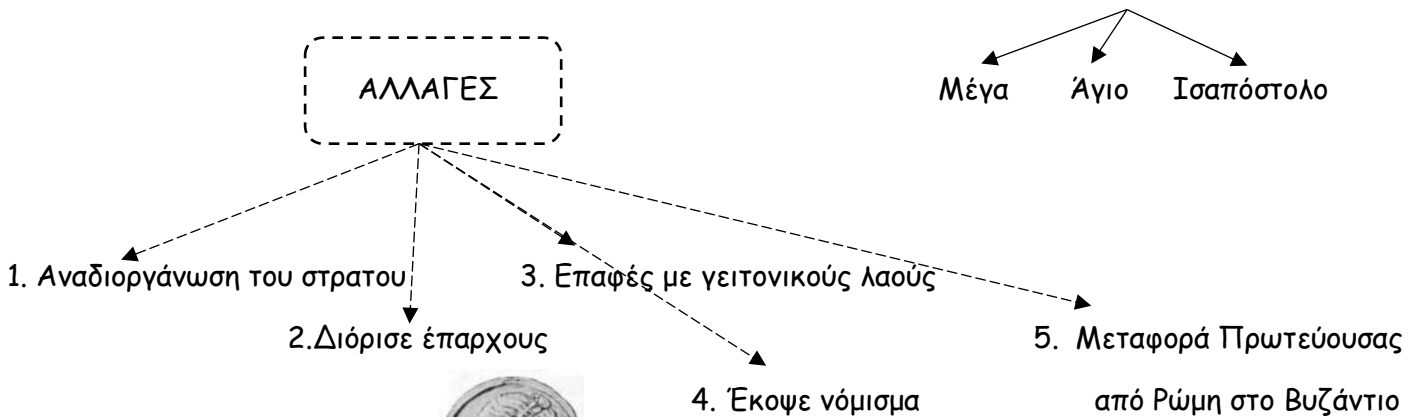 ΑΛΛΑΓΕΣ
Μέγα Άγιο Ισαπόστολο
1. Αναδιοργάνωση του στρατου
2.Διόρισε έπαρχους
3. Επαφές με γειτονικούς λαούς
4. Έκοψε νόμισμα
5. Μεταφορά Πρωτεύουσας
από Ρώμη στο Βυζάντιο